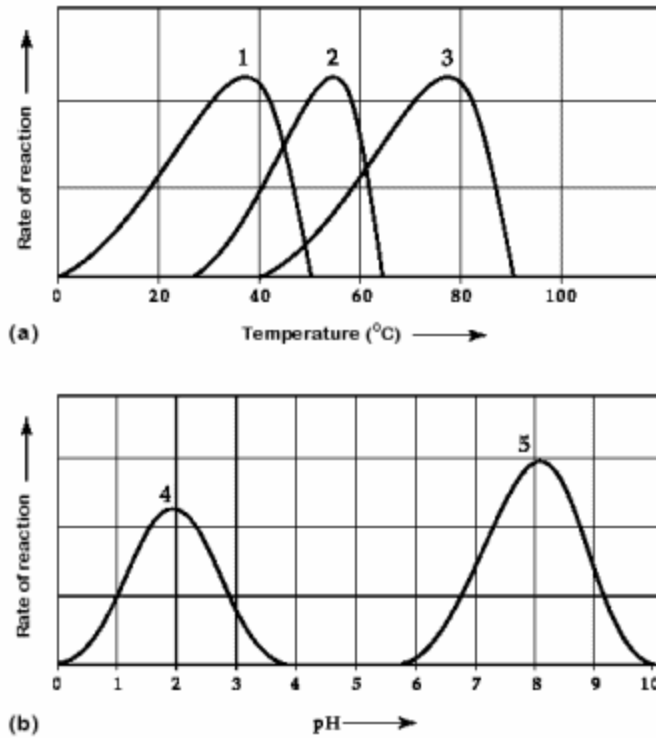 1 2 3
Rate of reaction
0 20 40 60 80 100
(a) Temperature (°C)
5
4
Rate of reaction
0 1 2 3 4 5 6 7 8 9 10
(b) pH